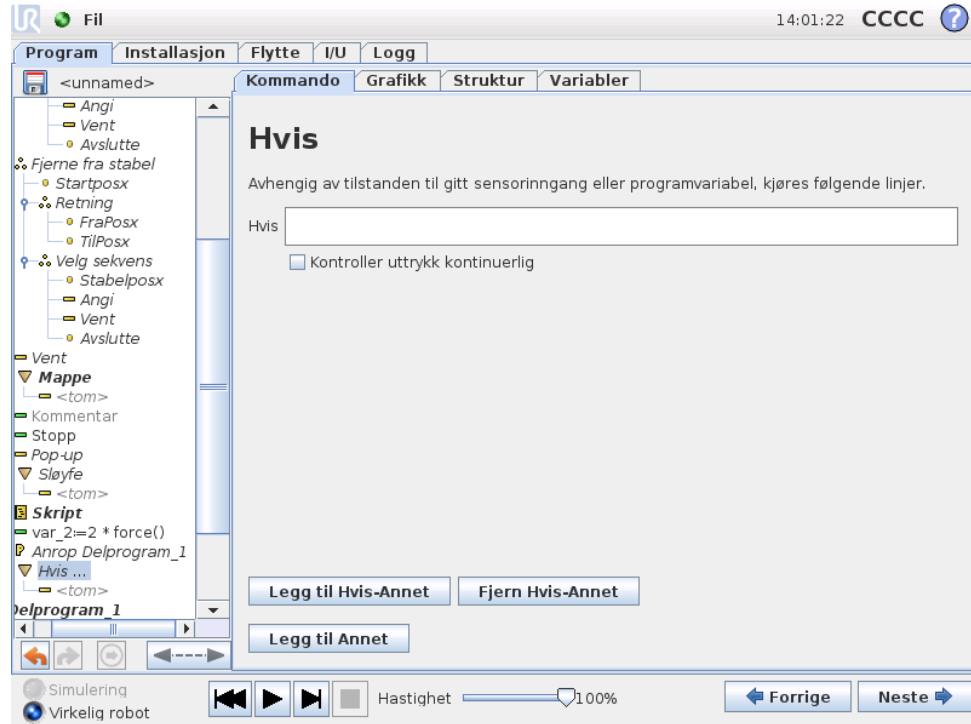 UR Fil 14:01:22 CCCC ?
Program Installasjon Flytte I/U Logg
<unnamed>
Kommando Grafikk Struktur Variabler
Angi
Vent
Avslutte
Fjerne fra stabel
Startposx
Retning
FraPosx
TilPosx
Velg sekvens
Stabelposx
Angi
Vent
Avslutte
Vent
Mappe
<tom>
Kommentar
Stopp
Pop-up
Sløyfe
<tom>
Skript
var_2:=2 * force()
P Anrop Delprogram_1
Hvis ...
<tom>
Delprogram_1
Hvis
Avhengig av tilstanden til gitt sensorinngang eller programvariabel, kjøres følgende linjer.
Hvis
Kontroller uttrykk kontinuerlig
Legg til Hvis-Annet Fjern Hvis-Annet
Legg til Annet
Simulering
Virkelig robot
Hastighet 100%
Forrige Neste